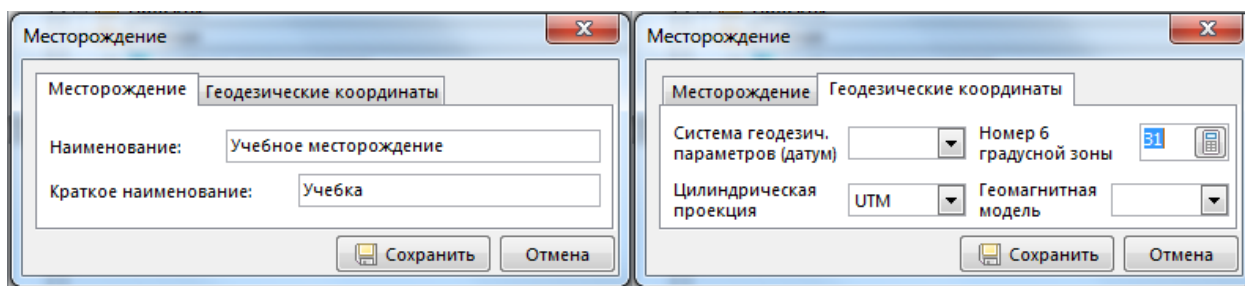 Месторождение
Месторождение Геодезические координаты
Наименование: Учебное месторождение
Краткое наименование: Учебка
Сохранить Отмена
Месторождение
Месторождение Геодезические координаты
Система геодезич. параметров (датум)
Номер 6 градусной зоны 31
Цилиндрическая проекция UTM
Геомагнитная модель
Сохранить Отмена